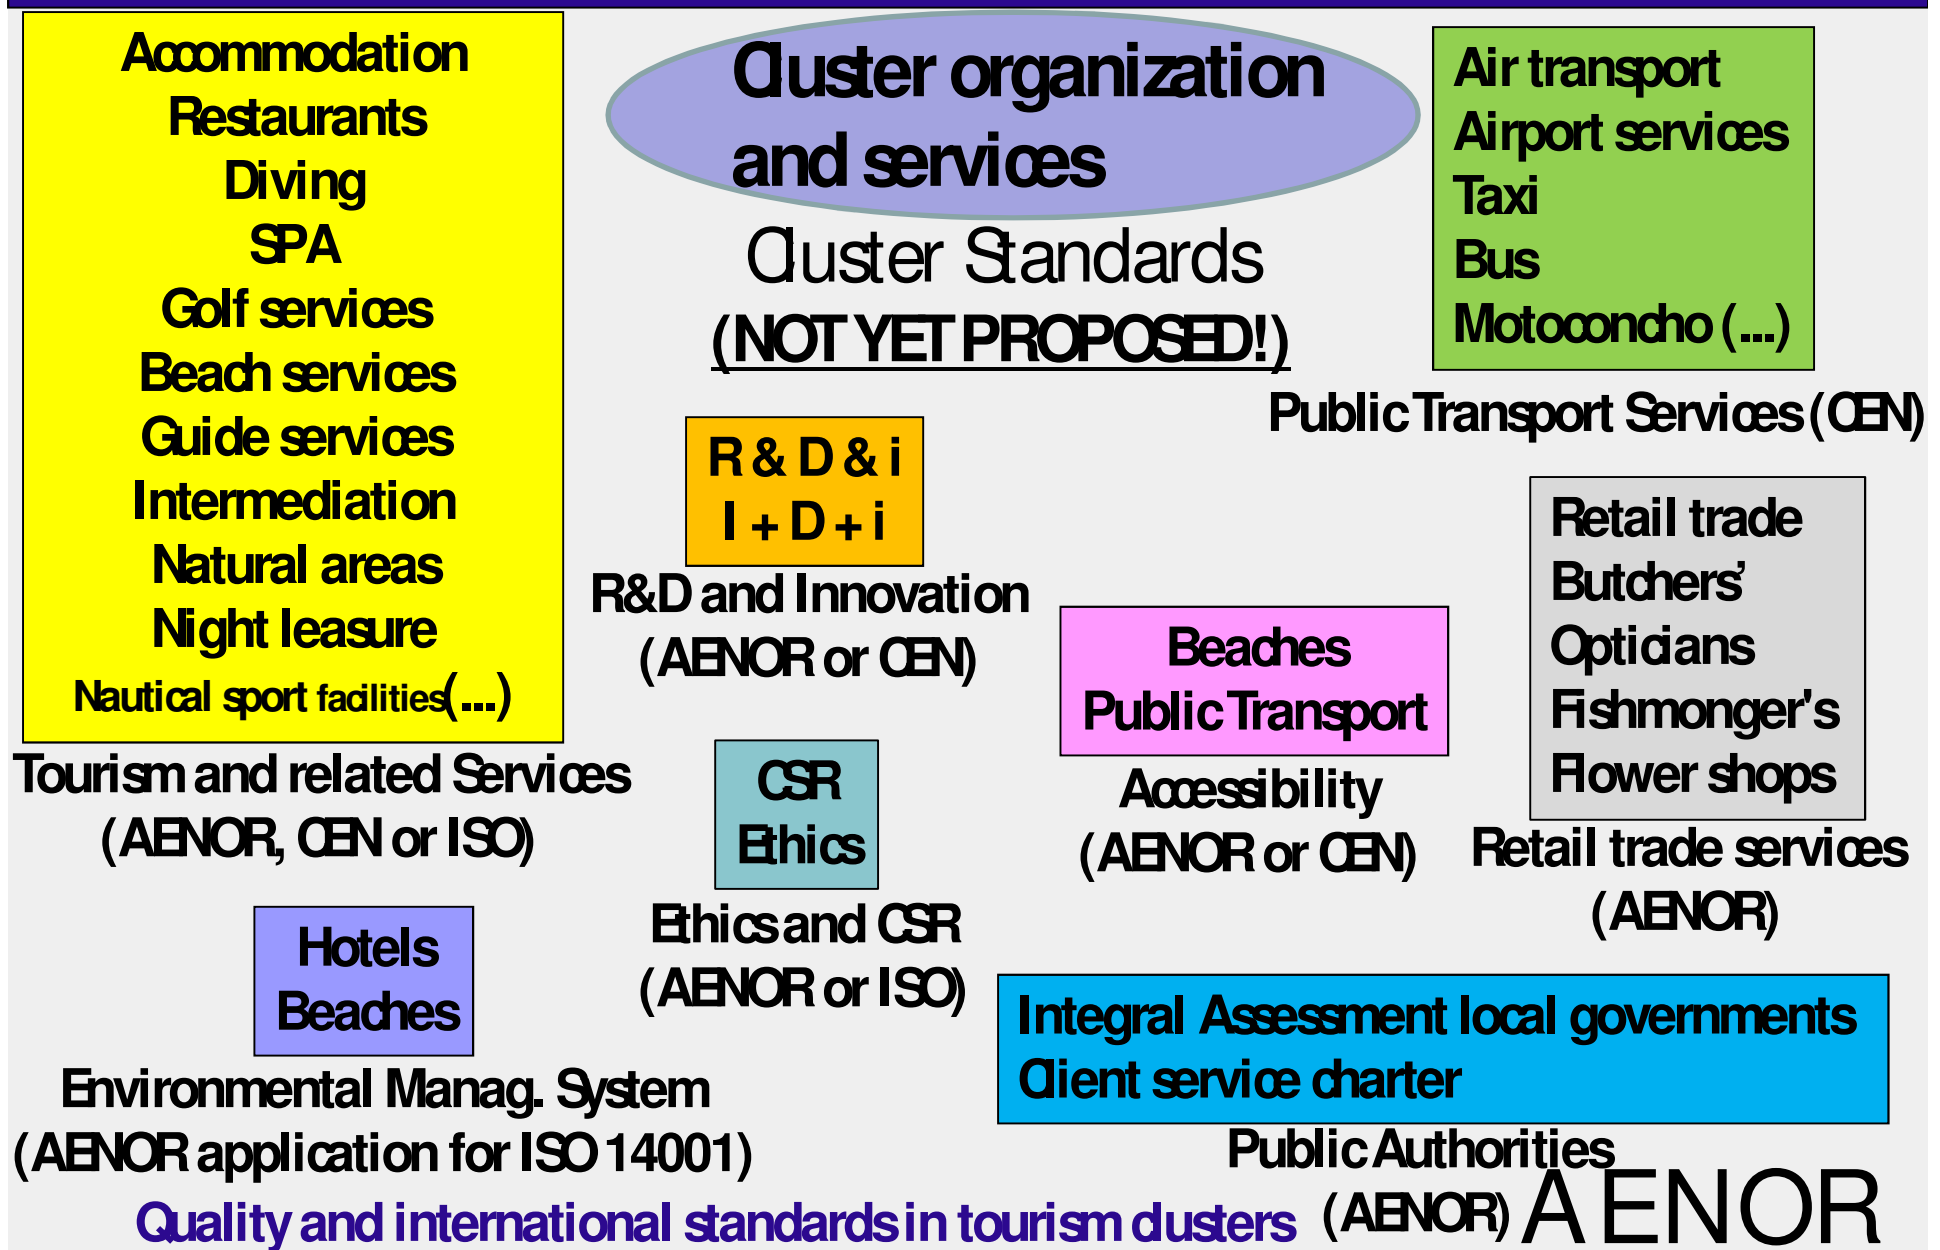 Accommodation
Restaurants
Diving
SPA
Golf services
Beach services
Guide services
Intermediation
Natural areas
Night leasure
Nautical sport facilities(...)
Tourism and related Services
(AENOR, CEN or ISO)
Hotels
Beaches
Environmental Manag. System
(AENOR application for ISO 14001)
Cluster organization
and services
Cluster Standards
(NOT YET PROPOSED!)
R & D & i
I + D + i
R&D and Innovation
(AENOR or CEN)
CSR
Ethics
Ethics and CSR
(AENOR or ISO)
Beaches
Public Transport
Accessibility
(AENOR or CEN)
Air transport
Airport services
Taxi
Bus
Motoconcho (...)
Public Transport Services (CEN)
Retail trade
Butchers’
Opticians
Fishmonger's
Flower shops
Retail trade services
(AENOR)
Integral Assessment local governments
Client service charter
Public Authorities
(AENOR)
Quality and international standards in tourism clusters
AENOR